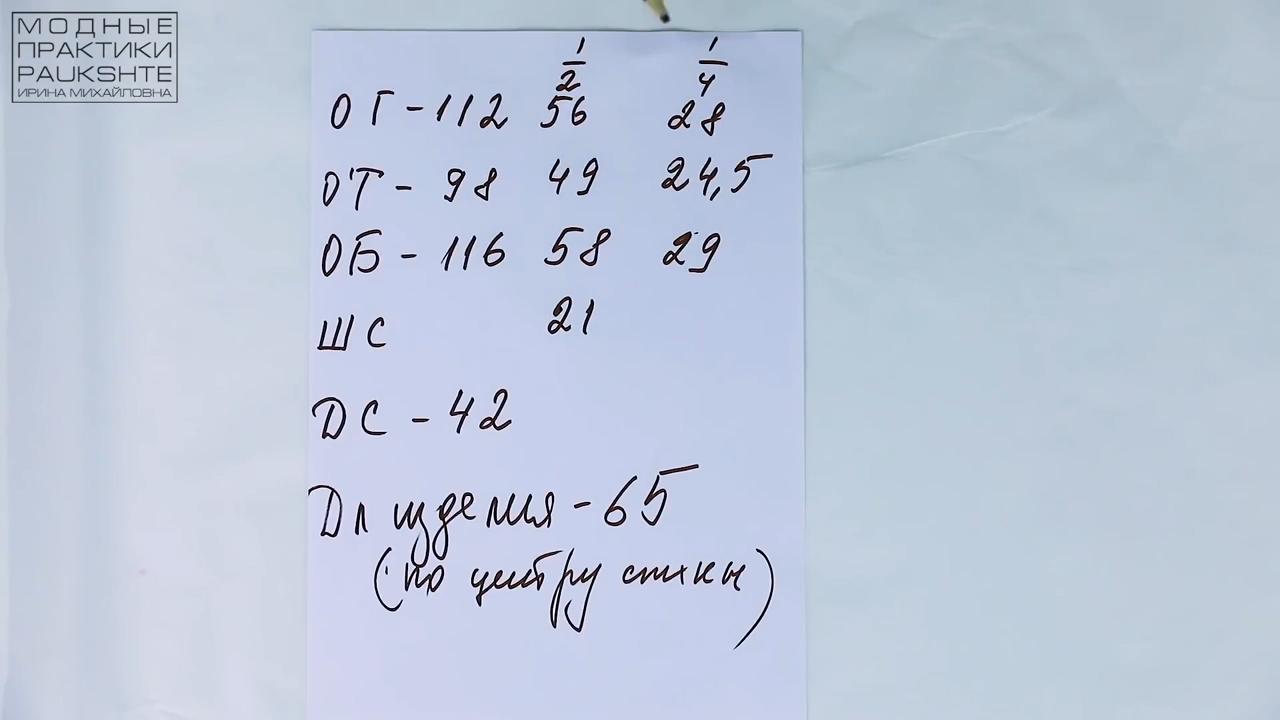 МОДНЫЕ
ПРАКТИКИ
PAUKSHTE
ИРИНА МИХАЙЛОВНА
1/2 1/4
ОГ - 112 56 28
ОТ - 98 49 24,5
ОБ - 116 58 29
ШС 21
ДС - 42
Дл изделия - 65
(по центру спинки)